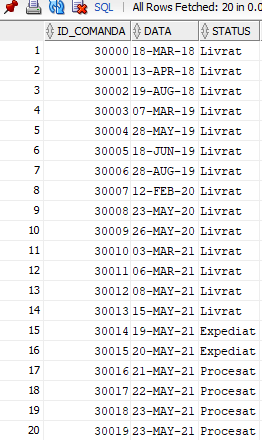 SQL | All Rows Fetched: 20 in 0.0
ID_COMANDA DATA STATUS
1 30000 18-MAR-18 Livrat
2 30001 13-APR-18 Livrat
3 30002 19-AUG-18 Livrat
4 30003 07-MAR-19 Livrat
5 30004 28-MAY-19 Livrat
6 30005 18-JUN-19 Livrat
7 30006 28-AUG-19 Livrat
8 30007 12-FEB-20 Livrat
9 30008 23-MAY-20 Livrat
10 30009 26-MAY-20 Livrat
11 30010 03-MAR-21 Livrat
12 30011 06-MAR-21 Livrat
13 30012 08-MAY-21 Livrat
14 30013 15-MAY-21 Livrat
15 30014 19-MAY-21 Expediat
16 30015 20-MAY-21 Expediat
17 30016 21-MAY-21 Procesat
18 30017 22-MAY-21 Procesat
19 30018 23-MAY-21 Procesat
20 30019 23-MAY-21 Procesat